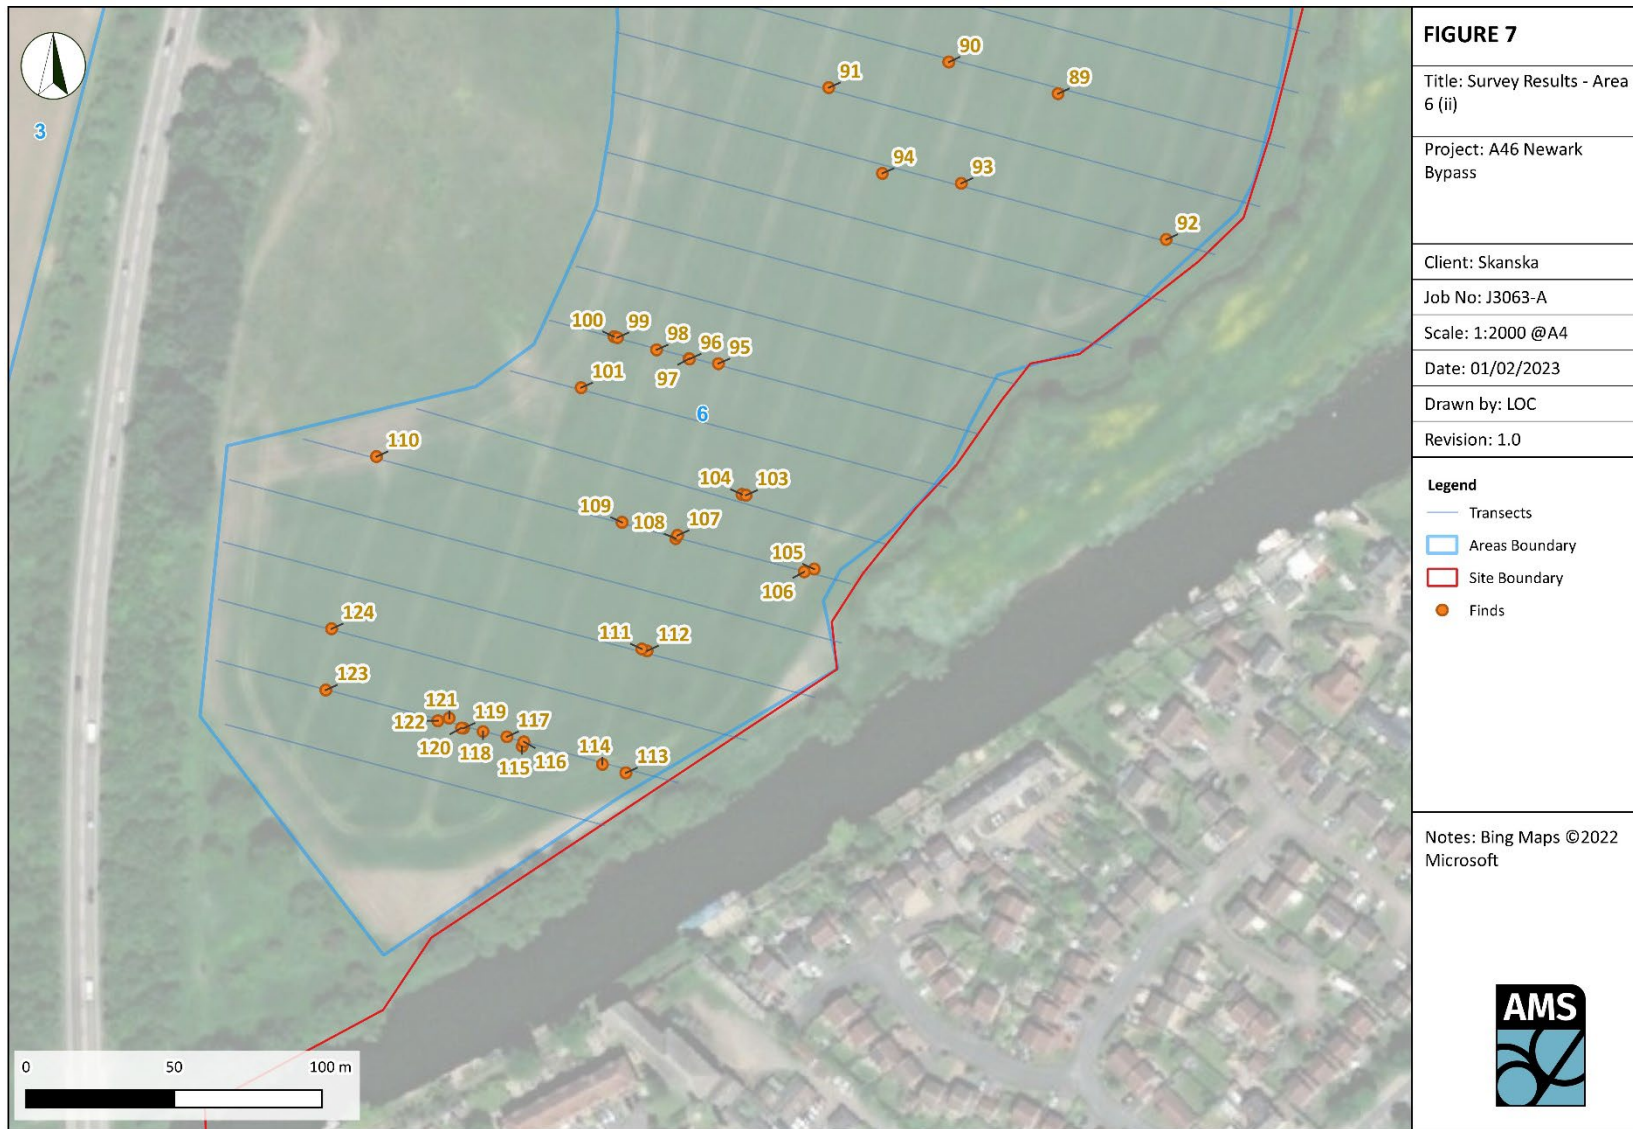 90
91
89
3
94
93
92
100
99
98
96
95
97
101
6
110
104
103
109
108
107
105
106
124
111
112
123
121
122
119
117
120
118
116
115
114
113
0 50 100 m
FIGURE 7
Title: Survey Results - Area
6 (ii)
Project: A46 Newark
Bypass
Client: Skanska
Job No: J3063-A
Scale: 1:2000 @A4
Date: 01/02/2023
Drawn by: LOC
Revision: 1.0
Legend
Transects
Areas Boundary
Site Boundary
Finds
Notes: Bing Maps ©2022
Microsoft
AMS